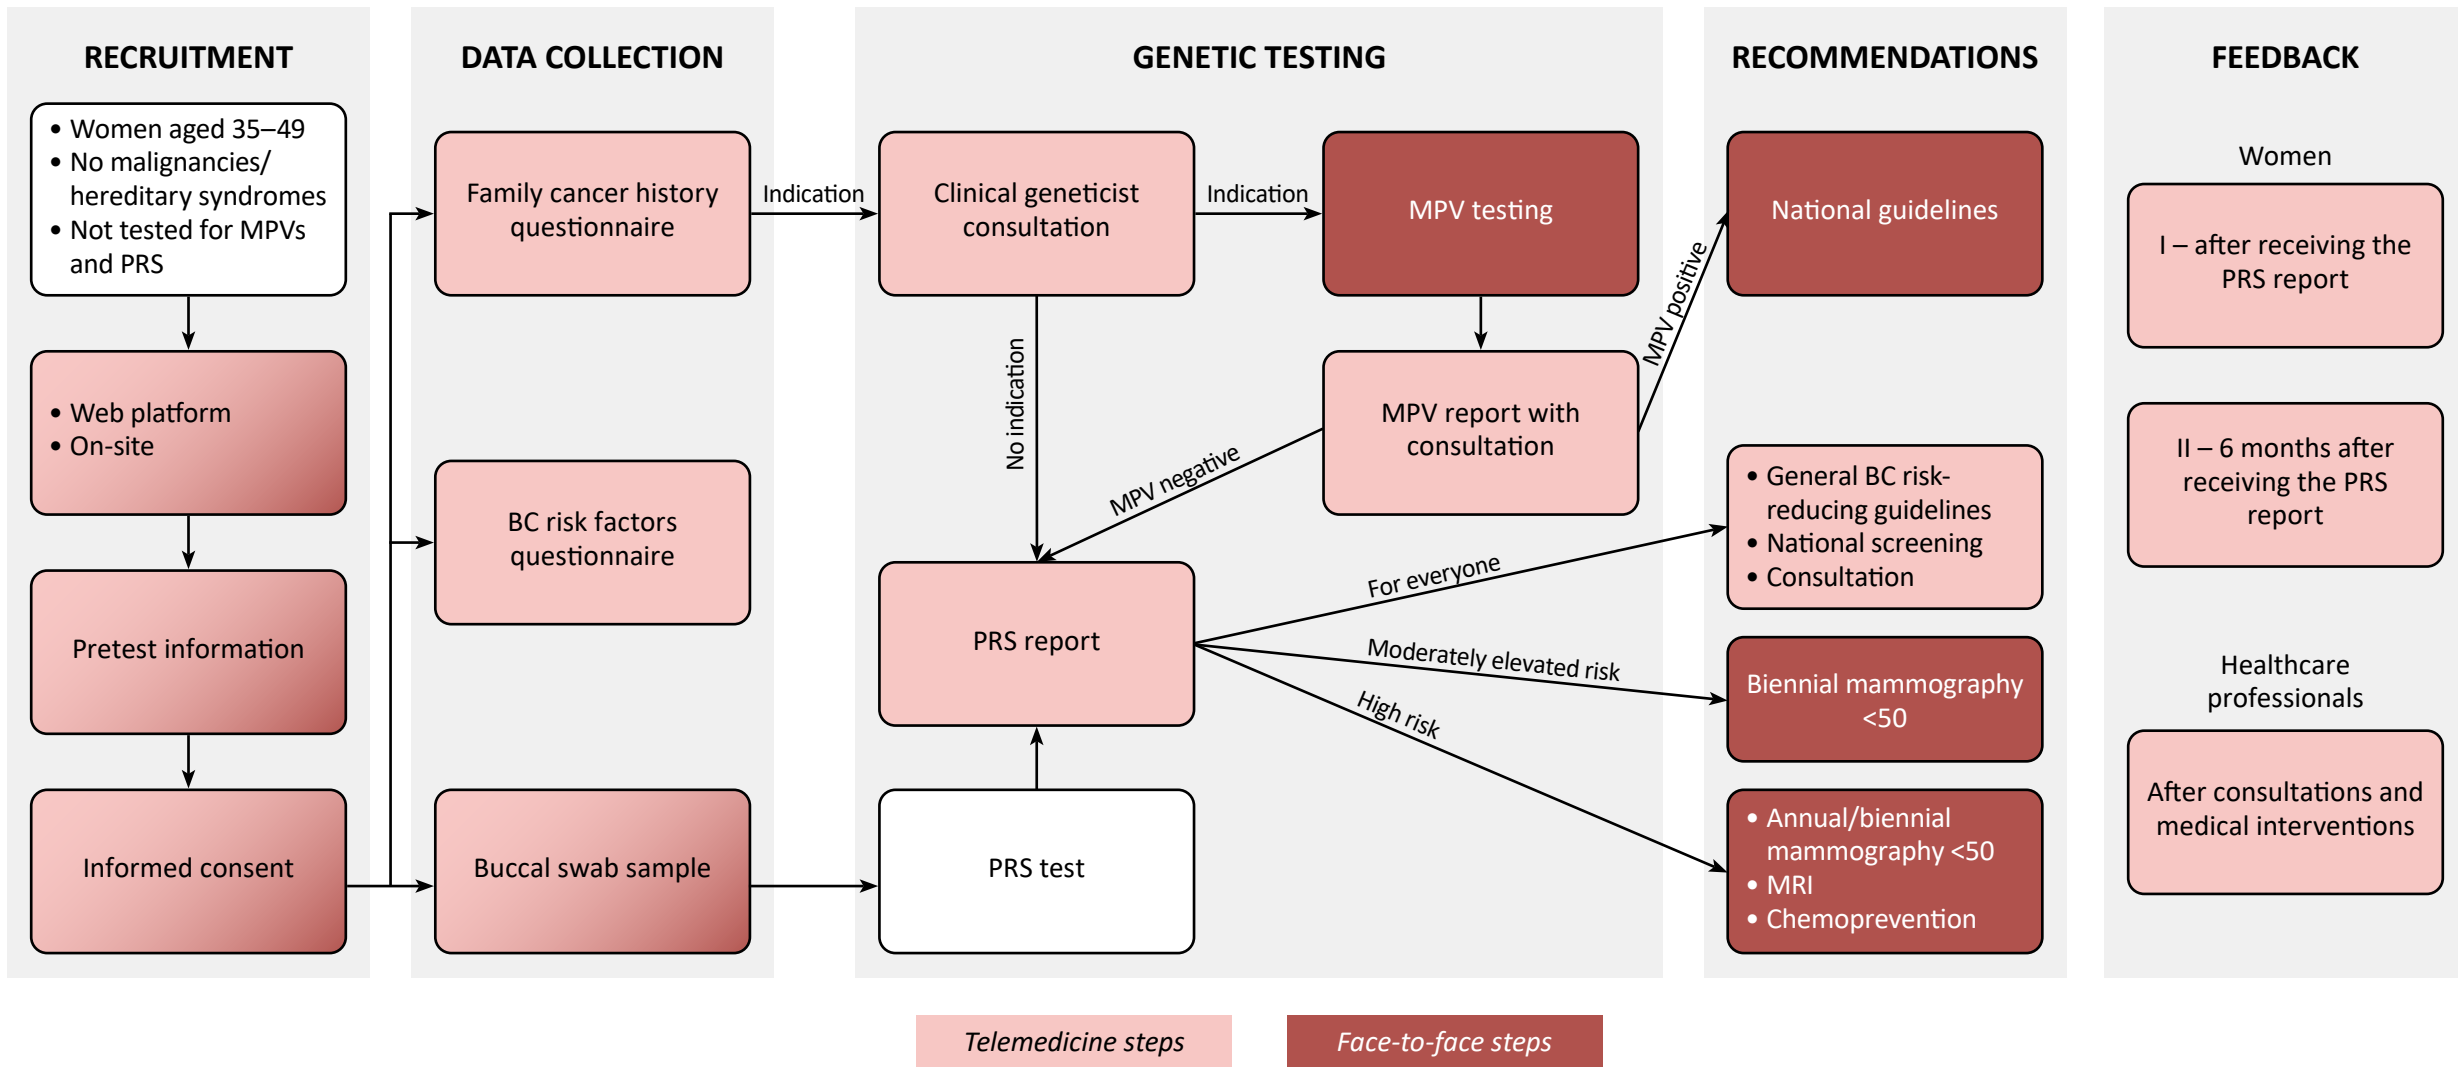 RECRUITMENT
• Women aged 35–49
• No malignancies/
hereditary syndromes
• Not tested for MPVs
and PRS
• Web platform
• On-site
Pretest information
Informed consent
DATA COLLECTION
Family cancer history
questionnaire
BC risk factors
questionnaire
Buccal swab sample
Indication
GENETIC TESTING
Clinical geneticist
consultation
Indication
MPV testing
No indication
MPV report with
consultation
MPV negative
MPV positive
PRS report
PRS test
For everyone
Moderately elevated risk
High risk
RECOMMENDATIONS
National guidelines
• General BC risk-
reducing guidelines
• National screening
• Consultation
Biennial mammography
<50
• Annual/biennial
mammography <50
• MRI
• Chemoprevention
FEEDBACK
Women
I – after receiving the
PRS report
II – 6 months after
receiving the PRS
report
Healthcare
professionals
After consultations and
medical interventions
Telemedicine steps
Face-to-face steps